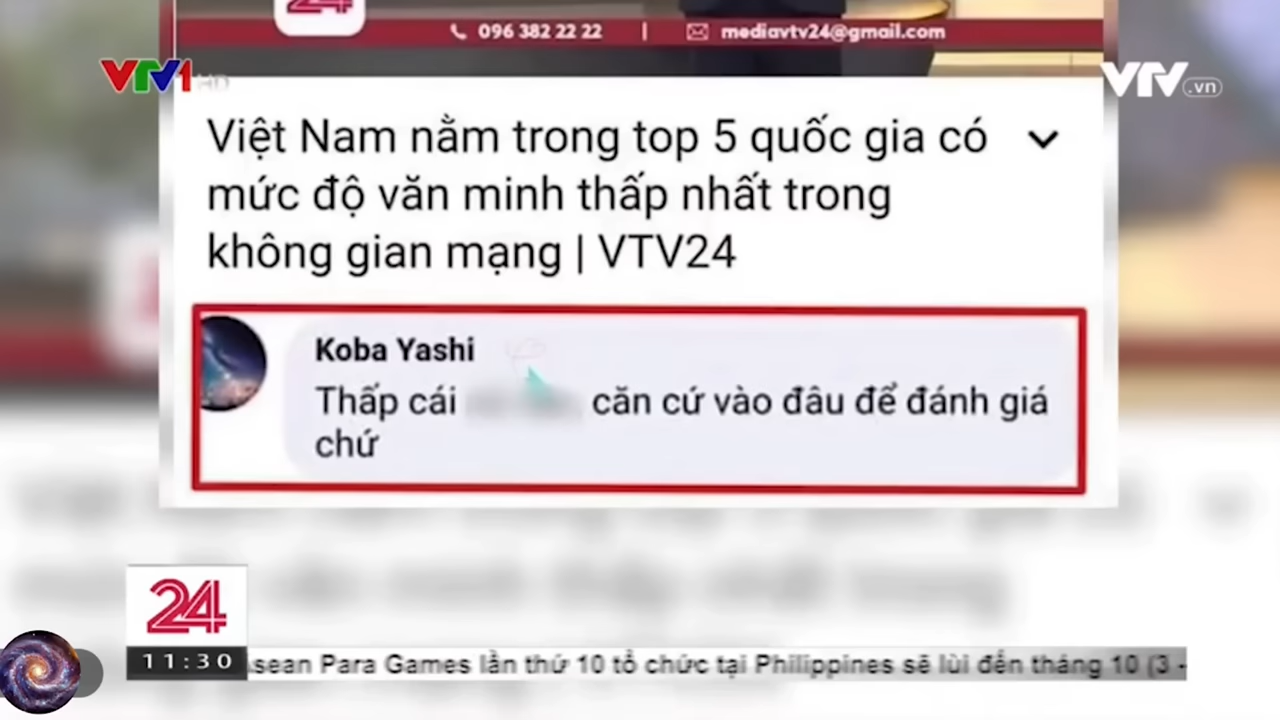 24
096 382 22 22 | mediavtv24@gmail.com
VTV1 HD
VTV.vn
Việt Nam nằm trong top 5 quốc gia có
mức độ văn minh thấp nhất trong
không gian mạng | VTV24
Koba Yashi
Thấp cái căn cứ vào đâu để đánh giá
chứ
24
11:30
Asean Para Games lần thứ 10 tổ chức tại Philippines sẽ lùi đến tháng 10 (3 -